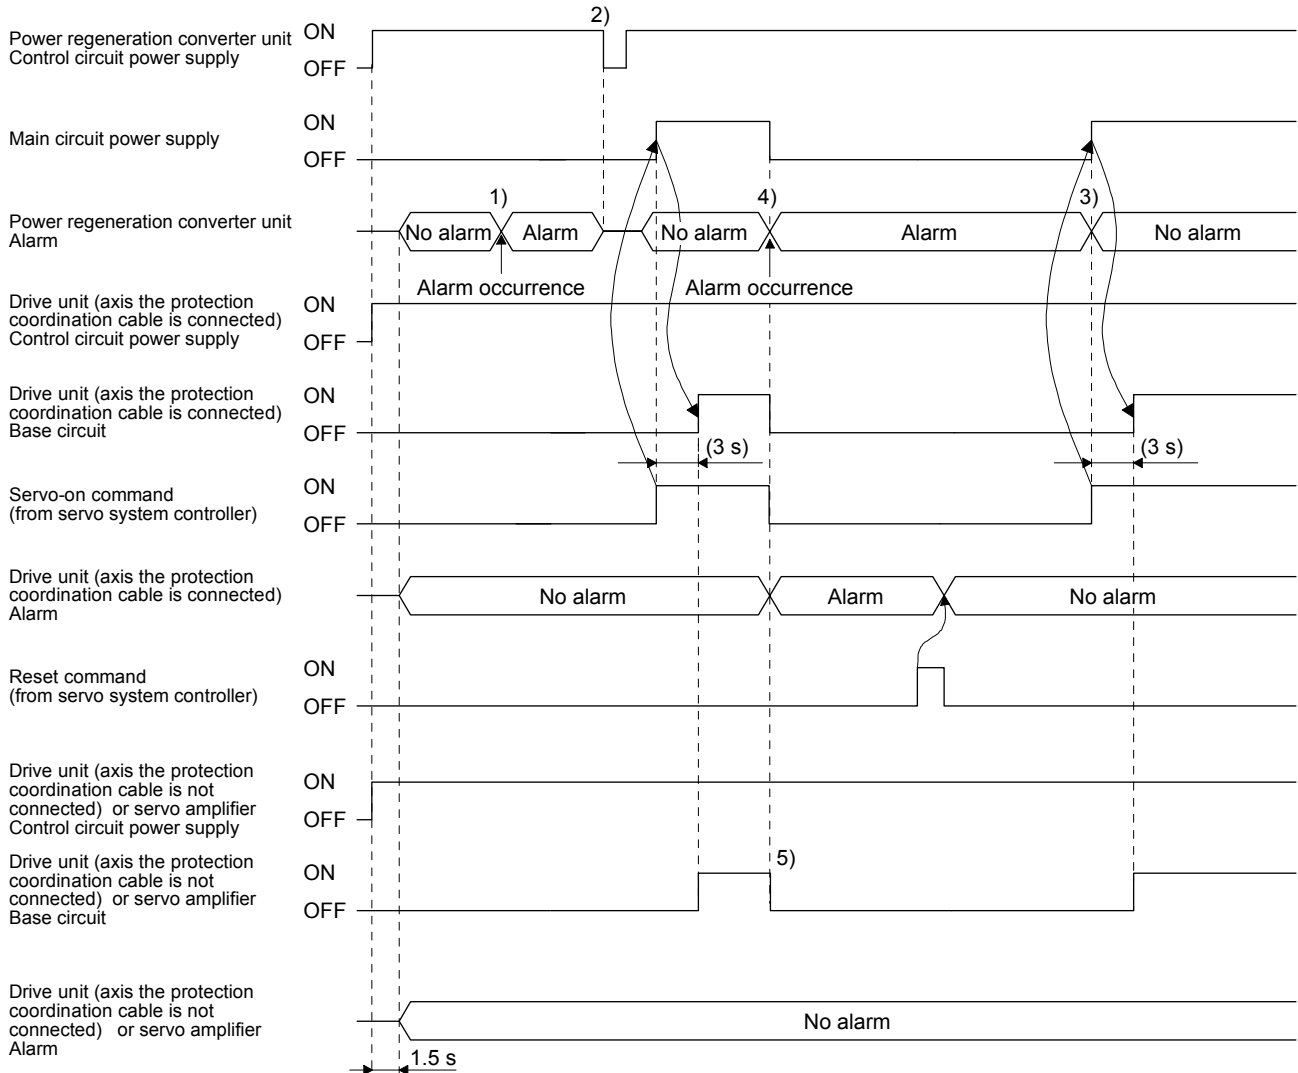 2)
Power regeneration converter unit
Control circuit power supply
ON
OFF
Main circuit power supply
ON
OFF
1)
4)
3)
Power regeneration converter unit
Alarm
No alarm
Alarm
No alarm
Alarm
No alarm
Alarm occurrence
Alarm occurrence
Drive unit (axis the protection
coordination cable is connected)
Control circuit power supply
ON
OFF
Drive unit (axis the protection
coordination cable is connected)
Base circuit
ON
OFF
(3 s)
(3 s)
Servo-on command
(from servo system controller)
ON
OFF
Drive unit (axis the protection
coordination cable is connected)
Alarm
No alarm
Alarm
No alarm
Reset command
(from servo system controller)
ON
OFF
Drive unit (axis the protection
coordination cable is not
connected) or servo amplifier
Control circuit power supply
ON
OFF
Drive unit (axis the protection
coordination cable is not
connected) or servo amplifier
Base circuit
ON
OFF
5)
Drive unit (axis the protection
coordination cable is not
connected) or servo amplifier
Alarm
No alarm
1.5 s